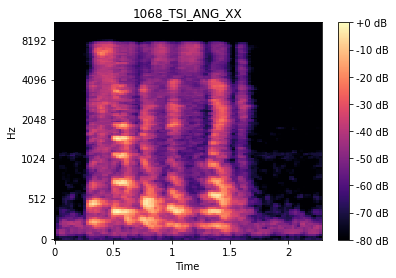 1068_TSI_ANG_XX
8192
4096
2048
1024
512
0
Hz
0
0.5
1
1.5
2
Time
+0 dB
-10 dB
-20 dB
-30 dB
-40 dB
-50 dB
-60 dB
-70 dB
-80 dB